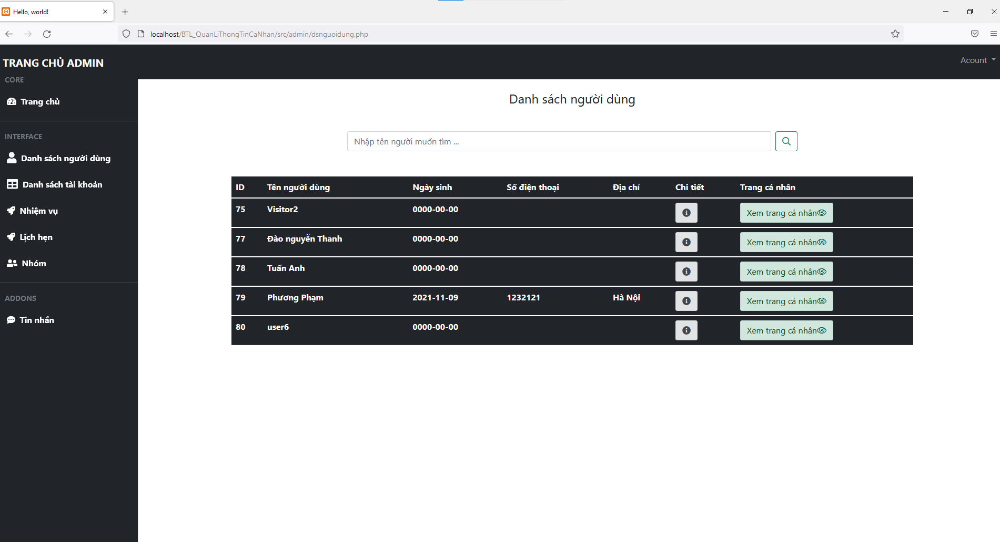 Hello, world!
localhost/BTL_QuanLiThongTinCaNhan/src/admin/dsnguoidung.php
TRANG CHỦ ADMIN
Acount
CORE
Trang chủ
INTERFACE
Danh sách người dùng
Danh sách tài khoản
Nhiệm vụ
Lịch hẹn
Nhóm
ADDONS
Tin nhắn
Danh sách người dùng
Nhập tên người muốn tìm ...
ID Tên người dùng Ngày sinh Số điện thoại Địa chỉ Chi tiết Trang cá nhân
75 Visitor2 0000-00-00 Xem trang cá nhân
77 Đào nguyễn Thanh 0000-00-00 Xem trang cá nhân
78 Tuấn Anh 0000-00-00 Xem trang cá nhân
79 Phương Phạm 2021-11-09 1232121 Hà Nội Xem trang cá nhân
80 user6 0000-00-00 Xem trang cá nhân